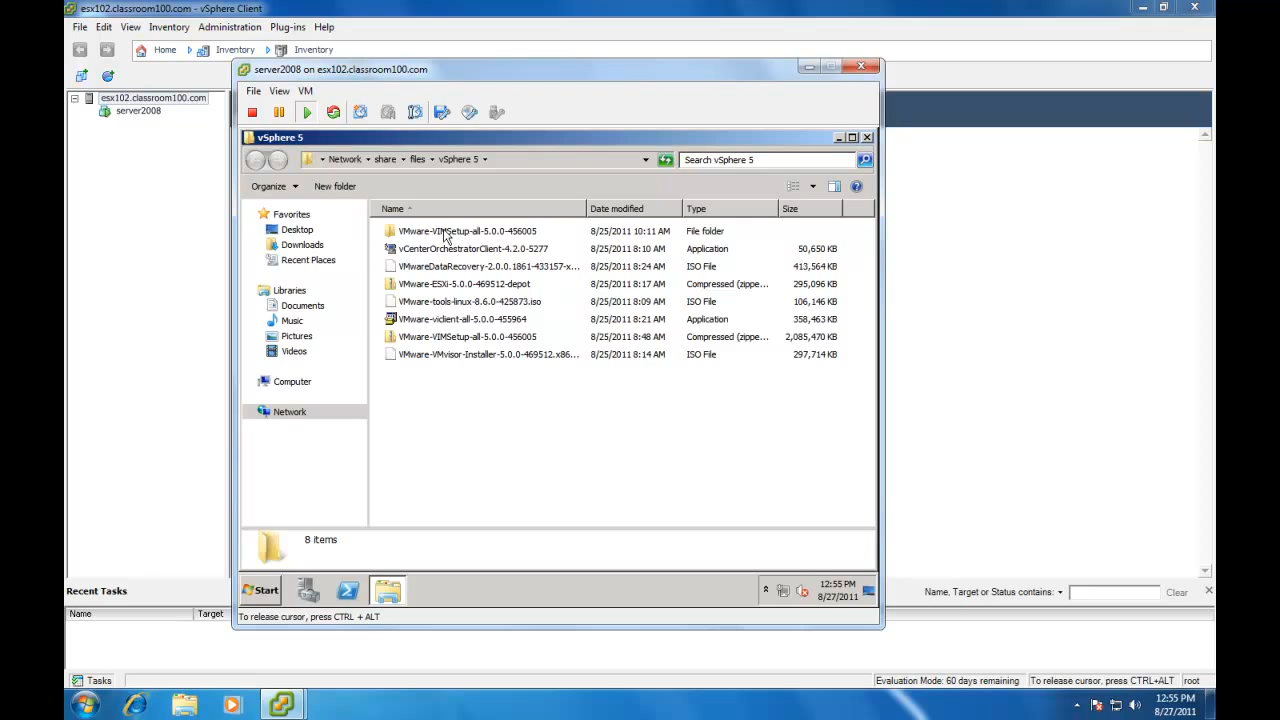 esx102.classroom100.com - vSphere Client
File Edit View Inventory Administration Plug-ins Help
Home Inventory Inventory
esx102.classroom100.com
server2008
server2008 on esx102.classroom100.com
File View VM
vSphere 5
Network share files vSphere 5 Search vSphere 5
Organize New folder
Favorites
Desktop
Downloads
Recent Places
Libraries
Documents
Music
Pictures
Videos
Computer
Network
Name Date modified Type Size
VMware-VIMSetup-all-5.0.0-456005 8/25/2011 10:11 AM File folder
vCenterOrchestratorClient-4.2.0-5277 8/25/2011 8:10 AM Application 50,650 KB
VMwareDataRecovery-2.0.0.1861-433157-x... 8/25/2011 8:24 AM ISO File 413,564 KB
VMware-ESXi-5.0.0-469512-depot 8/25/2011 8:17 AM Compressed (zippe... 295,096 KB
VMware-tools-linux-8.6.0-425873.iso 8/25/2011 8:09 AM ISO File 106,146 KB
VMware-viclient-all-5.0.0-455964 8/25/2011 8:21 AM Application 358,463 KB
VMware-VIMSetup-all-5.0.0-456005 8/25/2011 8:48 AM Compressed (zippe... 2,085,470 KB
VMware-VMvisor-Installer-5.0.0-469512.x86... 8/25/2011 8:14 AM ISO File 297,714 KB
8 items
Start 12:55 PM
8/27/2011
To release cursor, press CTRL + ALT
Recent Tasks Name, Target or Status contains: Clear
Name Target
Tasks Evaluation Mode: 60 days remaining To release cursor, press CTRL+ALT root
12:55 PM
8/27/2011